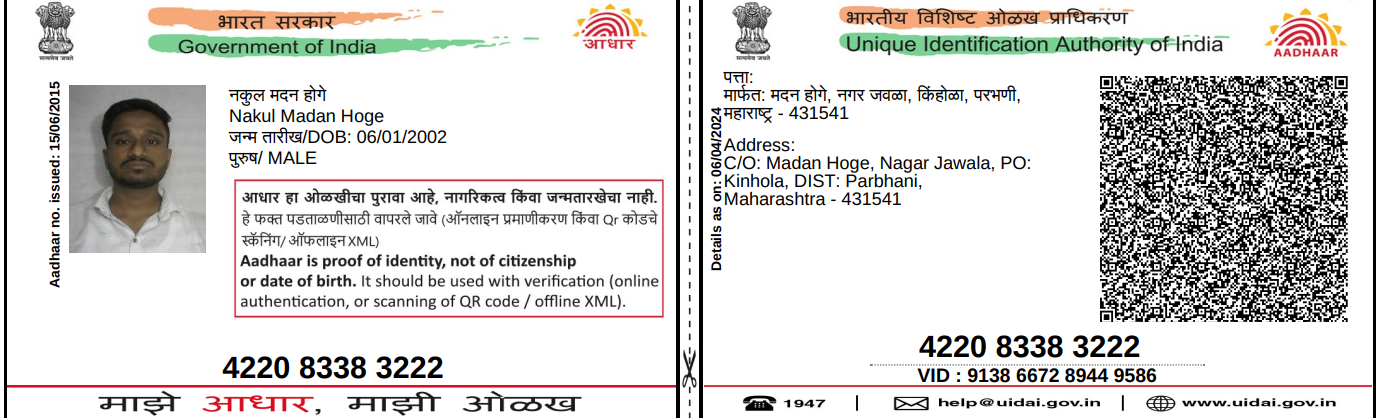 भारत सरकार
Government of India
आधार
सत्यमेव जयते
Aadhaar no. issued: 15/06/2015
नकुल मदन होगे
Nakul Madan Hoge
जन्म तारीख/DOB: 06/01/2002
पुरुष/ MALE
आधार हा ओळखीचा पुरावा आहे, नागरिकत्व किंवा जन्मतारखेचा नाही.
हे फक्त पडताळणीसाठी वापरले जावे (ऑनलाइन प्रमाणीकरण किंवा Qr कोडचे
स्कॅनिंग/ ऑफलाइन XML)
Aadhaar is proof of identity, not of citizenship
or date of birth. It should be used with verification (online
authentication, or scanning of QR code / offline XML).
4220 8338 3222
माझे आधार, माझी ओळख
भारतीय विशिष्ट ओळख प्राधिकरण
Unique Identification Authority of India
AADHAAR
सत्यमेव जयते
Details as on: 06/04/2024
पत्ता:
मार्फत: मदन होगे, नगर जवळा, किंहोळा, परभणी,
महाराष्ट्र - 431541
Address:
C/O: Madan Hoge, Nagar Jawala, PO:
Kinhola, DIST: Parbhani,
Maharashtra - 431541
4220 8338 3222
VID : 9138 6672 8944 9586
1947 | help@uidai.gov.in | www.uidai.gov.in